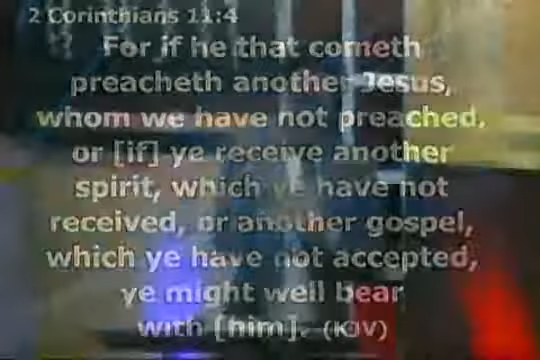 2 Corinthians 11:4
For if he that cometh
preacheth another Jesus,
whom we have not preached,
or [if] ye receive another
spirit, which ye have not
received, or another gospel,
which ye have not accepted,
ye might well bear
with [him]. (KJV)